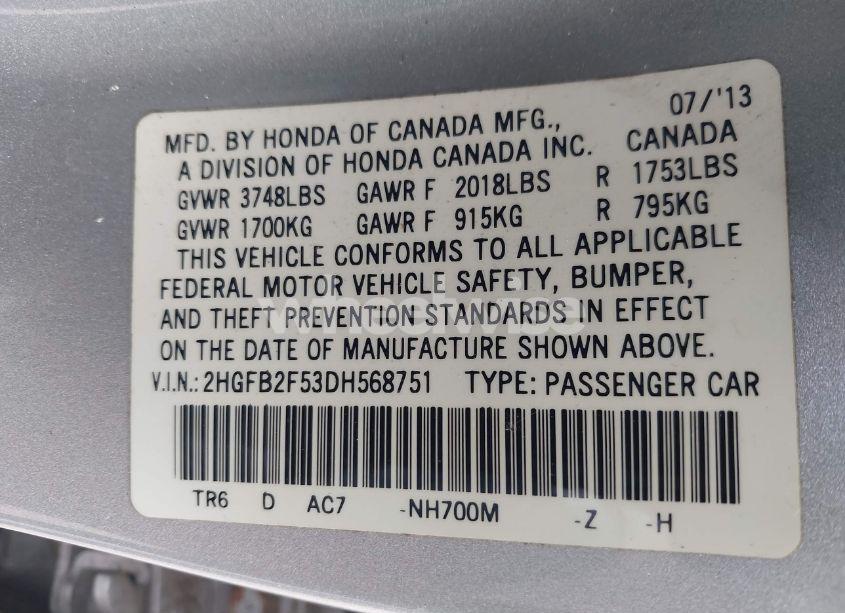 07/'13
MFD. BY HONDA OF CANADA MFG.,
A DIVISION OF HONDA CANADA INC. CANADA
GVWR 3748LBS GAWR F 2018LBS R 1753LBS
GVWR 1700KG GAWR F 915KG R 795KG
THIS VEHICLE CONFORMS TO ALL APPLICABLE
FEDERAL MOTOR VEHICLE SAFETY, BUMPER,
AND THEFT PREVENTION STANDARDS IN EFFECT
ON THE DATE OF MANUFACTURE SHOWN ABOVE.
V.I.N.: 2HGFB2F53DH568751 TYPE: PASSENGER CAR
TR6 D AC7 -NH700M -Z -H